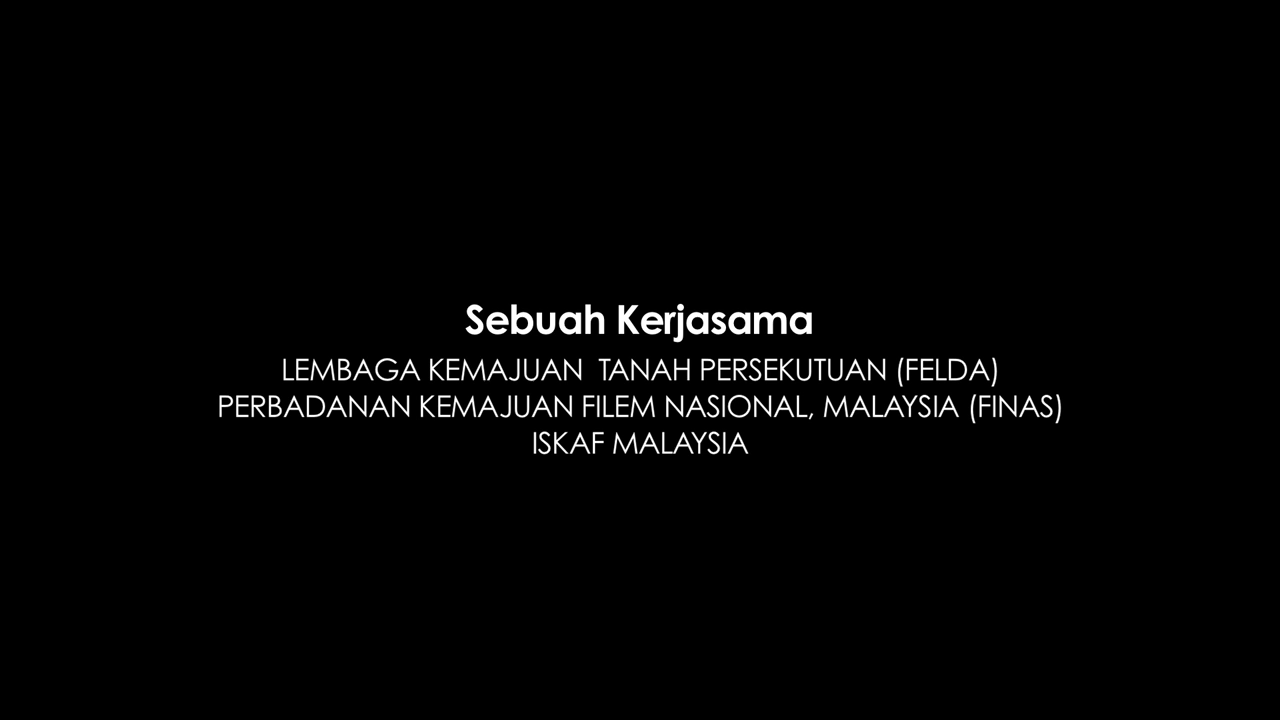 Sebuah Kerjasama
LEMBAGA KEMAJUAN  TANAH PERSEKUTUAN (FELDA)
PERBADANAN KEMAJUAN FILEM NASIONAL, MALAYSIA (FINAS)
ISKAF MALAYSIA